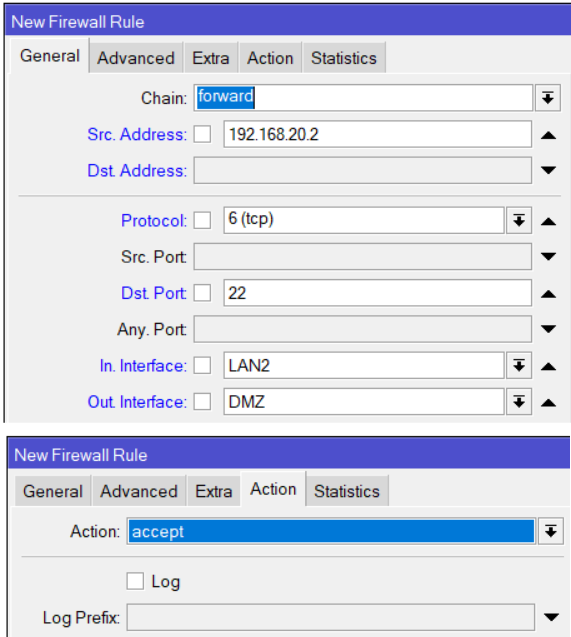 New Firewall Rule
General Advanced Extra Action Statistics
Chain: forward
Src. Address: 192.168.20.2
Dst. Address:
Protocol: 6 (tcp)
Src. Port:
Dst. Port: 22
Any. Port:
In. Interface: LAN2
Out. Interface: DMZ
New Firewall Rule
General Advanced Extra Action Statistics
Action: accept
Log
Log Prefix: